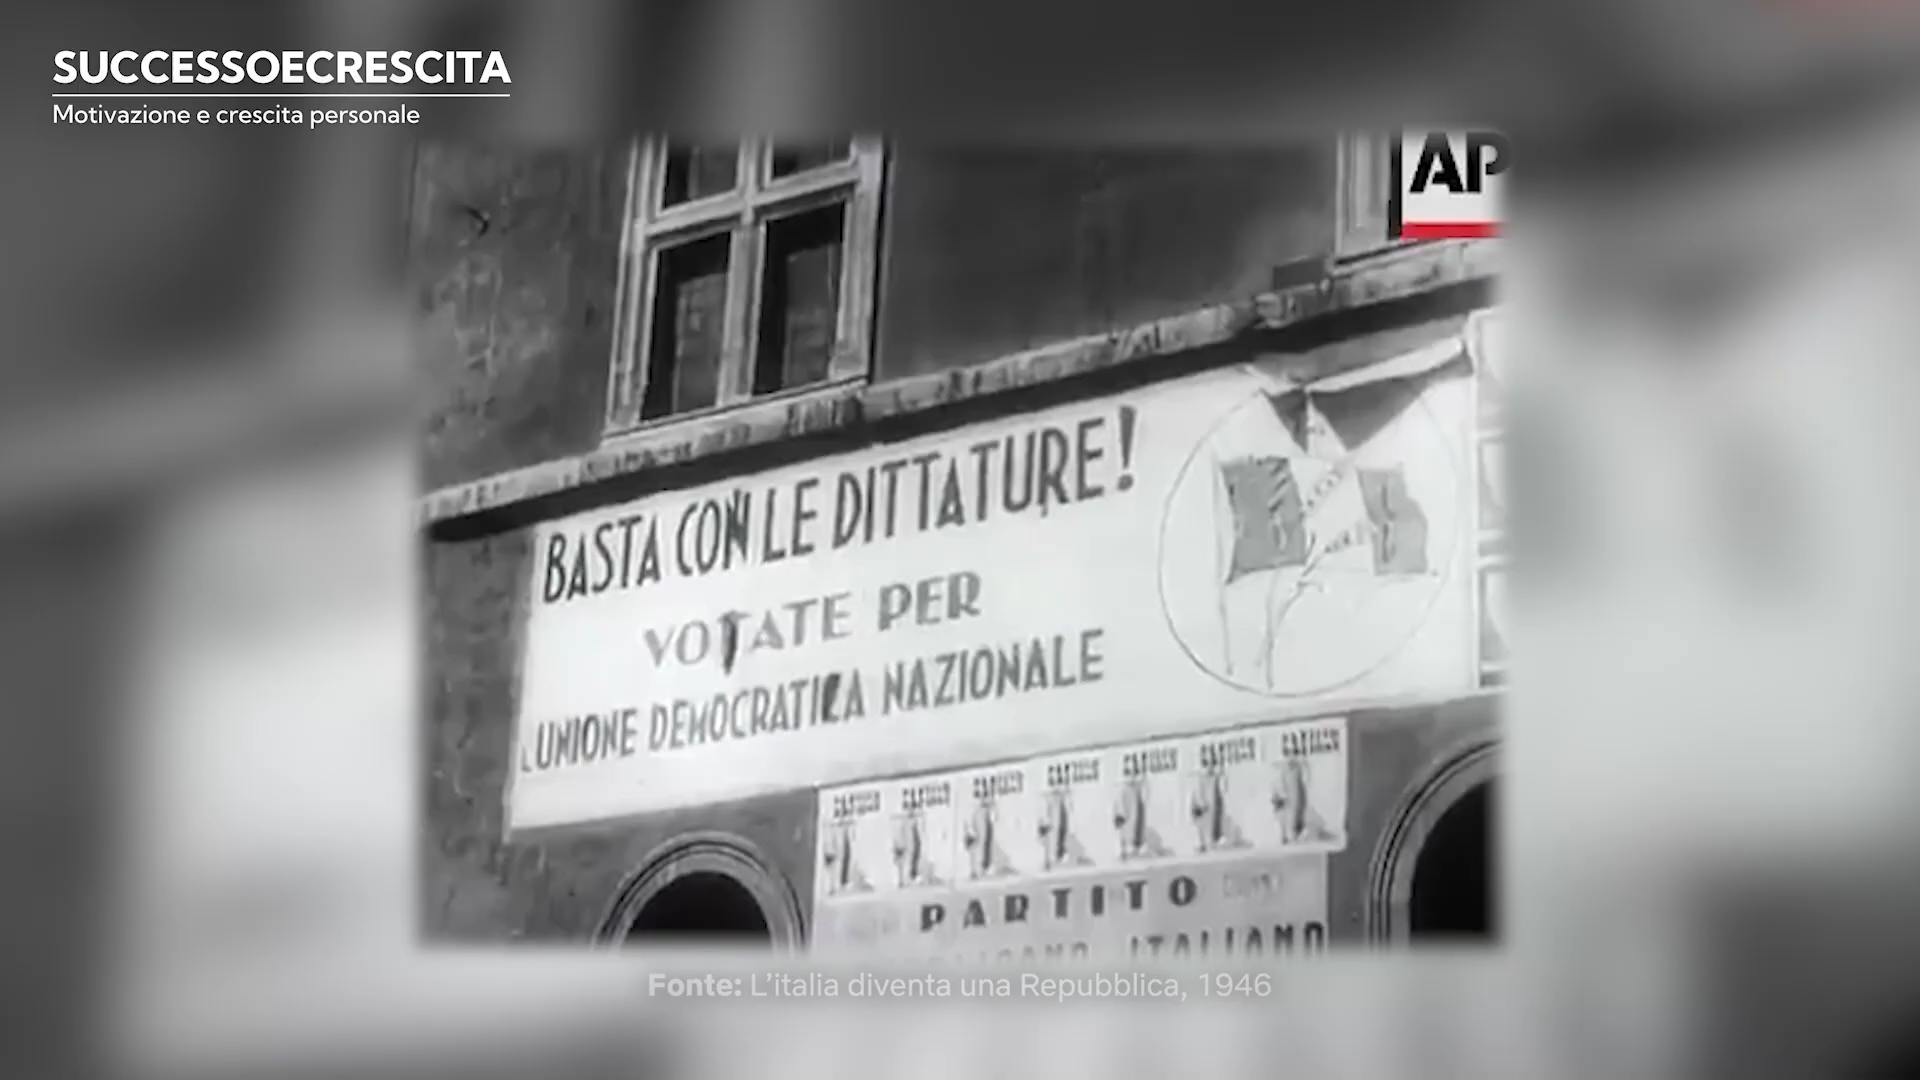 SUCCESSOECRESCITA
Motivazione e crescita personale
AP
BASTA CON LE DITTATURE!
VOTATE PER
UNIONE DEMOCRATICA NAZIONALE
PARTITO
ITALIANO
Fonte: L'italia diventa una Repubblica, 1946